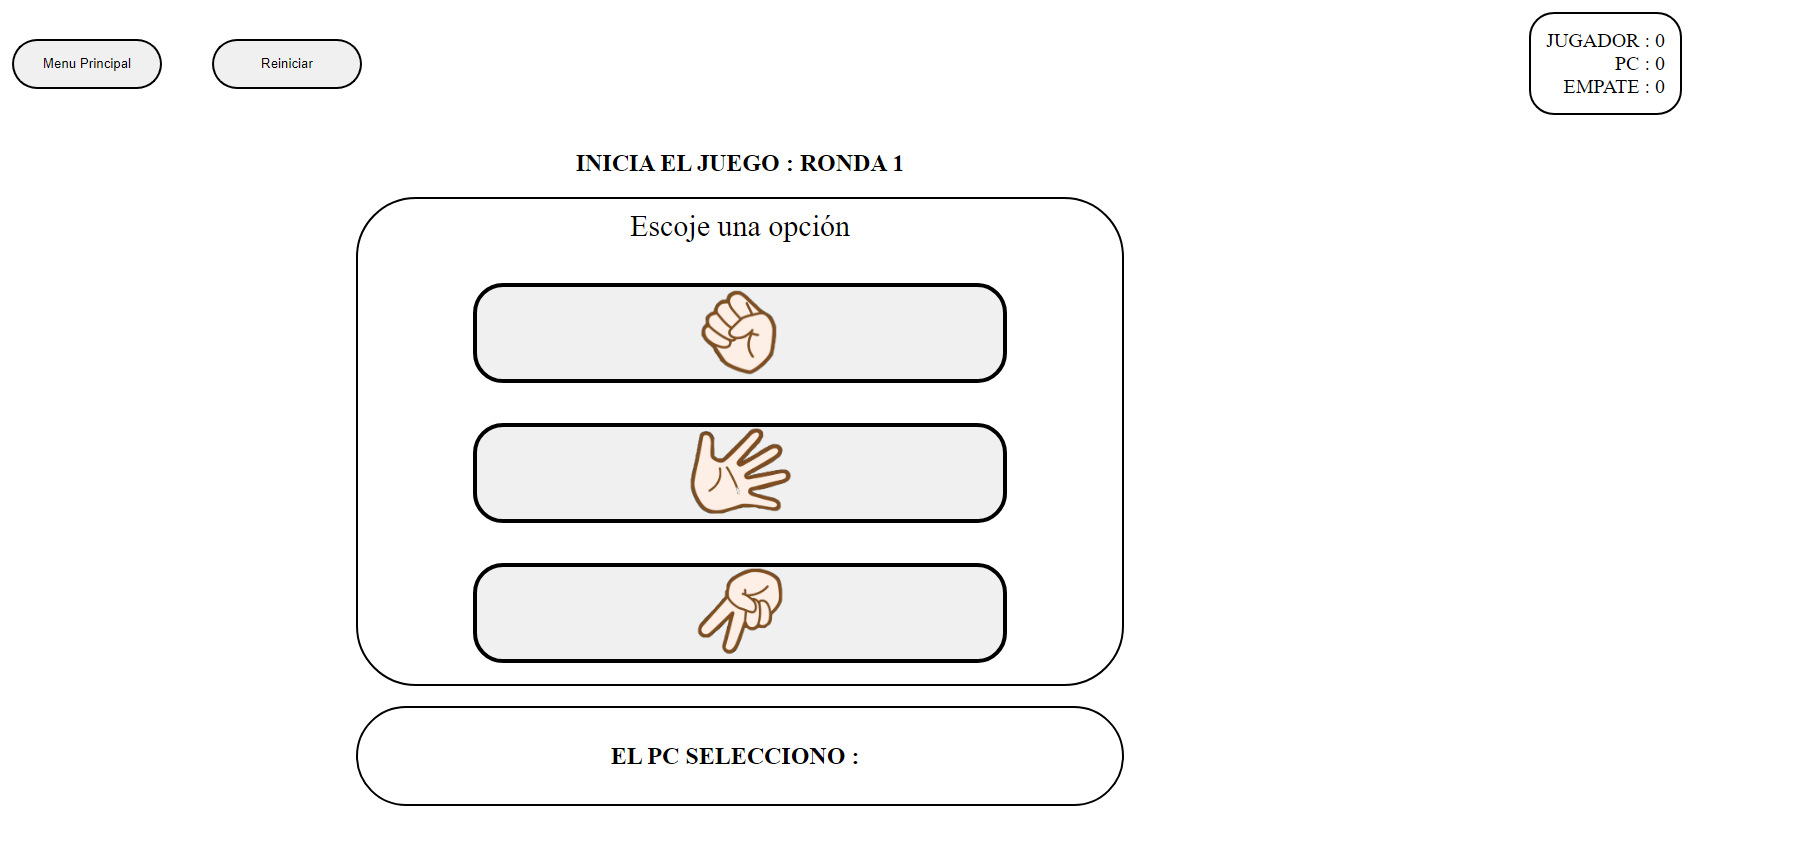 Menu Principal
Reiniciar
JUGADOR : 0
PC : 0
EMPATE : 0
INICIA EL JUEGO : RONDA 1
Escoje una opción
EL PC SELECCIONO :